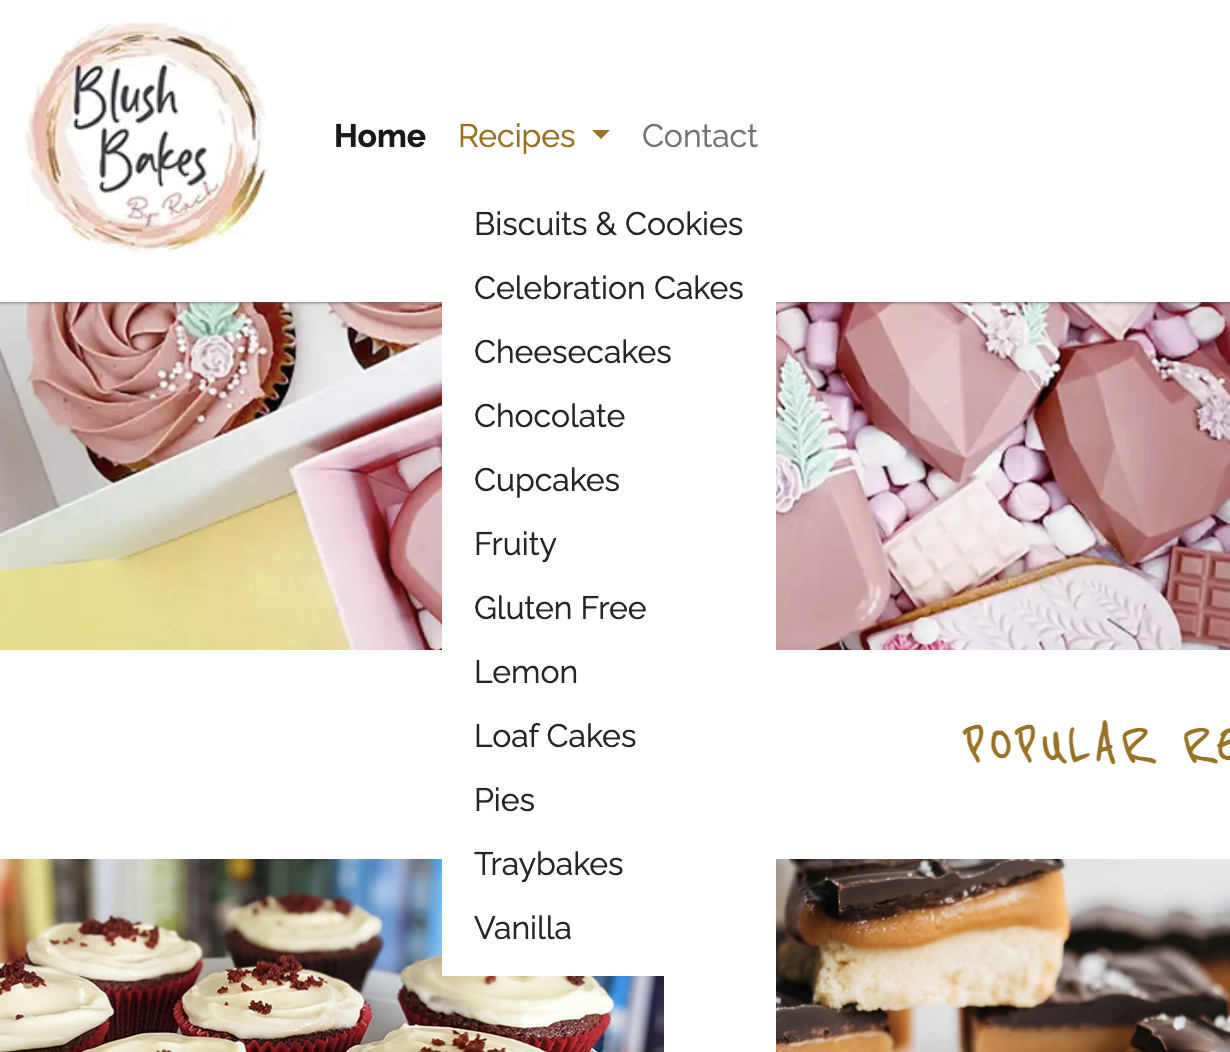 Blush
Bakes
By Rach
Home Recipes Contact
Biscuits & Cookies
Celebration Cakes
Cheesecakes
Chocolate
Cupcakes
Fruity
Gluten Free
Lemon
Loaf Cakes
Pies
Traybakes
Vanilla
POPULAR